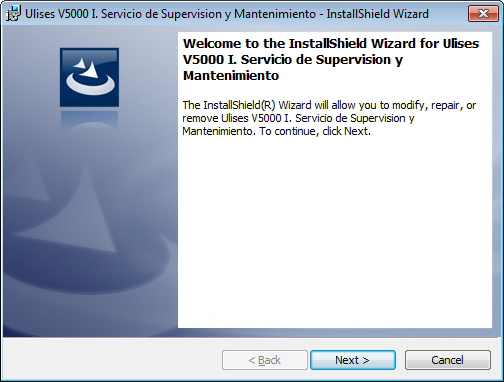 Ulises V5000 I. Servicio de Supervision y Mantenimiento - InstallShield Wizard
Welcome to the InstallShield Wizard for Ulises
V5000 I. Servicio de Supervision y
Mantenimiento
The InstallShield(R) Wizard will allow you to modify, repair, or
remove Ulises V5000 I. Servicio de Supervision y
Mantenimiento. To continue, click Next.
< Back
Next >
Cancel